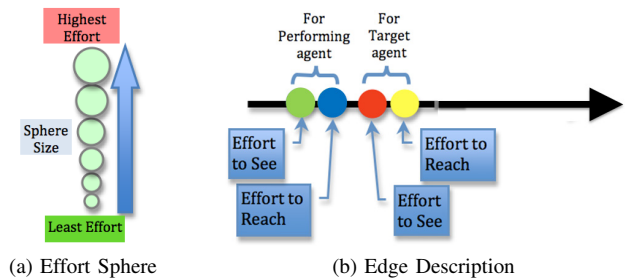 Highest
Effort
Sphere
Size
Least Effort
(a) Effort Sphere
For
Performing
agent
For
Target
agent
Effort
to See
Effort to
Reach
Effort to
Reach
Effort to
See
(b) Edge Description